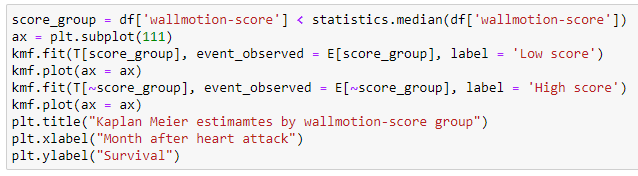 score_group = df['wallmotion-score'] < statistics.median(df['wallmotion-score'])
ax = plt.subplot(111)
kmf.fit(T[score_group], event_observed = E[score_group], label = 'Low score')
kmf.plot(ax = ax)
kmf.fit(T[~score_group], event_observed = E[~score_group], label = 'High score')
kmf.plot(ax = ax)
plt.title("Kaplan Meier estimamtes by wallmotion-score group")
plt.xlabel("Month after heart attack")
plt.ylabel("Survival")